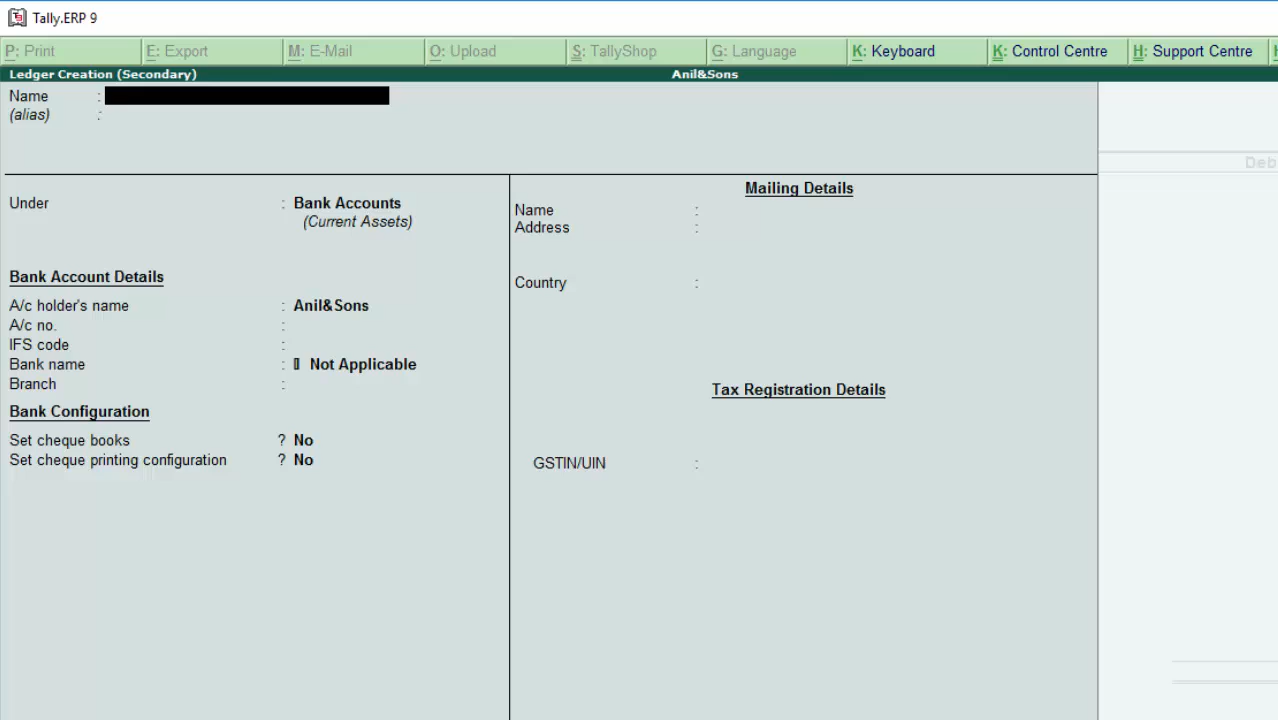 Tally.ERP 9
P: Print E: Export M: E-Mail O: Upload S: TallyShop G: Language K: Keyboard K: Control Centre H: Support Centre
Ledger Creation (Secondary) Anil&Sons
Name :
(alias) :
Deb
Under : Bank Accounts
(Current Assets)
Bank Account Details
A/c holder's name : Anil&Sons
A/c no. :
IFS code :
Bank name : Not Applicable
Branch :
Bank Configuration
Set cheque books ? No
Set cheque printing configuration ? No
Mailing Details
Name :
Address :
Country :
Tax Registration Details
GSTIN/UIN :